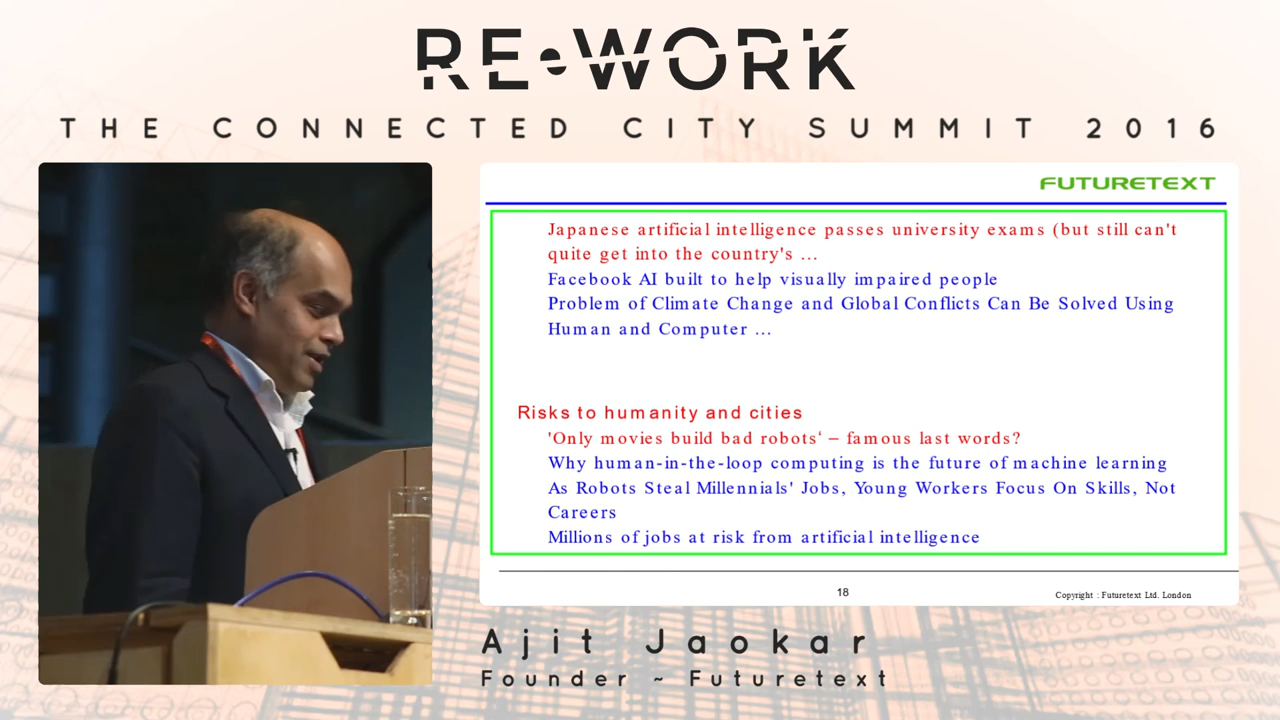 RE•WORK
THE CONNECTED CITY SUMMIT 2016
FUTURETEXT
Japanese artificial intelligence passes university exams (but still can't
quite get into the country's ...
Facebook AI built to help visually impaired people
Problem of Climate Change and Global Conflicts Can Be Solved Using
Human and Computer ...
Risks to humanity and cities
'Only movies build bad robots‘ – famous last words?
Why human-in-the-loop computing is the future of machine learning
As Robots Steal Millennials' Jobs, Young Workers Focus On Skills, Not
Careers
Millions of jobs at risk from artificial intelligence
18
Copyright : Futuretext Ltd. London
Ajit Jaokar
Founder ~ Futuretext